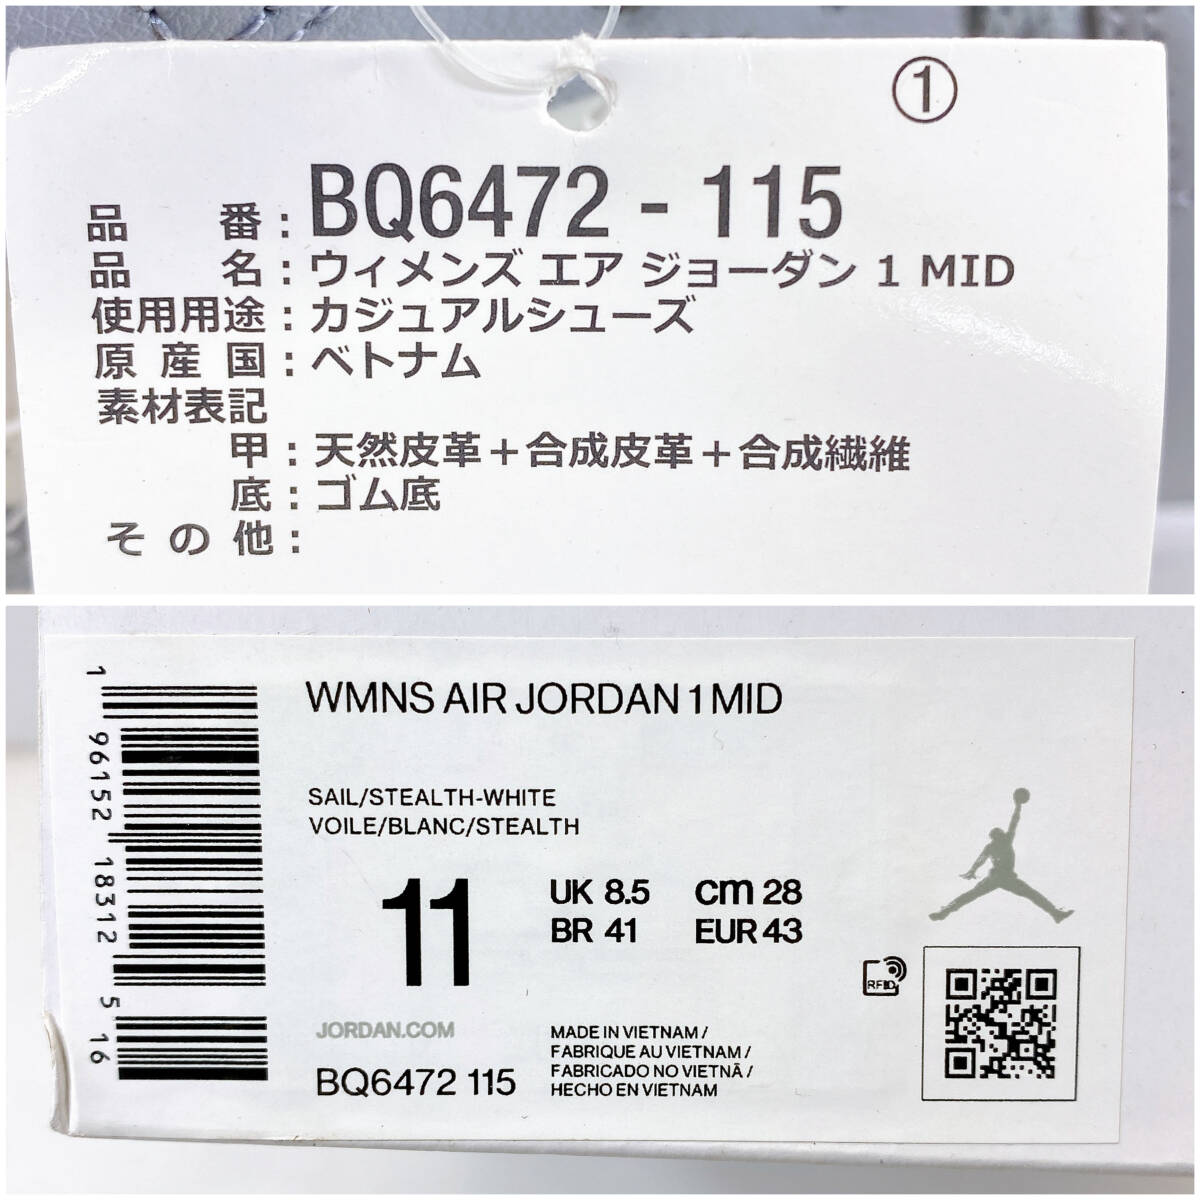 ①
品番:BQ6472-115
品名:ウィメンズ エア ジョーダン 1 MID
使用用途:カジュアルシューズ
原産国:ベトナム
素材表記
甲:天然皮革+合成皮革+合成繊維
底:ゴム底
その他:
1 96152 18312 5 16
WMNS AIR JORDAN 1 MID
SAIL/STEALTH-WHITE
VOILE/BLANC/STEALTH
11
UK 8.5 cm 28
BR 41 EUR 43
RFID
JORDAN.COM
BQ6472 115
MADE IN VIETNAM /
FABRIQUE AU VIETNAM /
FABRICADO NO VIETNÃ /
HECHO EN VIETNAM